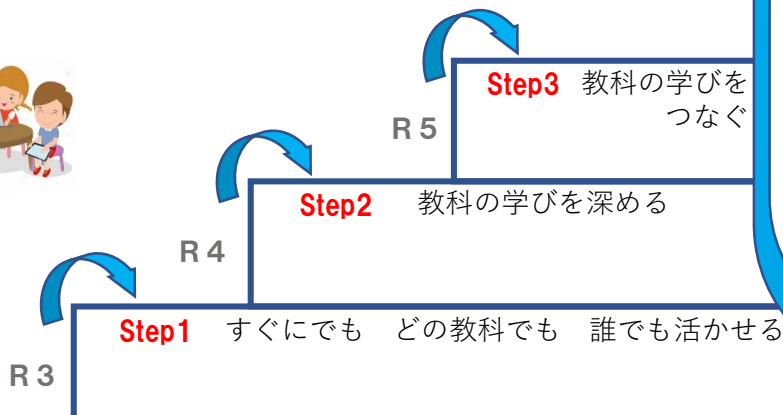 Step3 教科の学びを
つなぐ
R5
Step2 教科の学びを深める
R4
Step1 すぐにでも どの教科でも 誰でも活かせる
R3